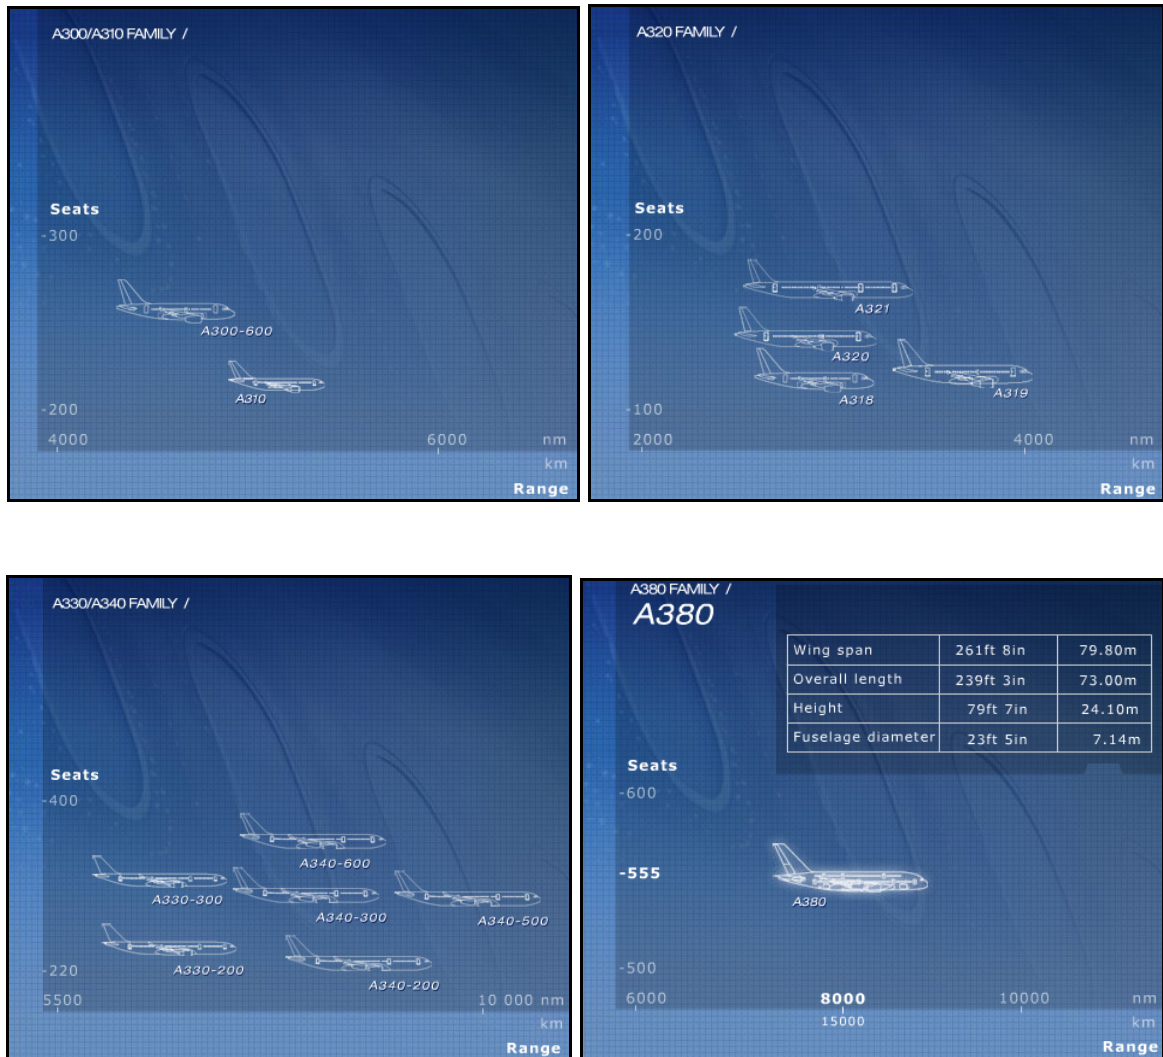 A300/A310 FAMILY /
Seats
-300
A300-600
A310
-200
4000 6000 nm
km
Range
A320 FAMILY /
Seats
-200
A321
A320
A318 A319
-100
2000 4000 nm
km
Range
A330/A340 FAMILY /
Seats
-400
A340-600
A330-300
A340-300 A340-500
A330-200
A340-200
-220
5500 10 000 nm
km
Range
A380 FAMILY /
A380
Wing span 261ft 8in 79.80m
Overall length 239ft 3in 73.00m
Height 79ft 7in 24.10m
Fuselage diameter 23ft 5in 7.14m
Seats
-600
-555
A380
-500
6000 8000 10000 nm
15000 km
Range